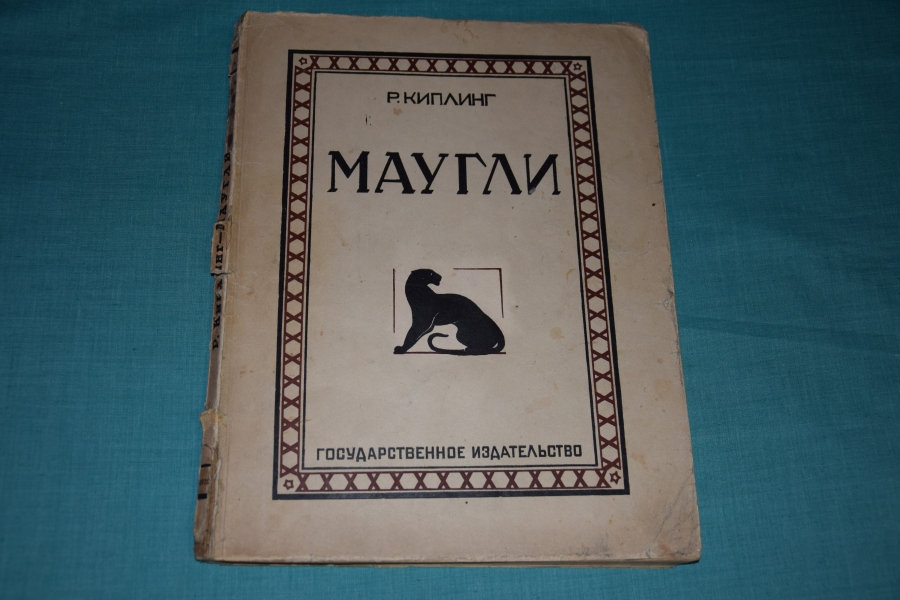 Р. КИПЛИНГ
МАУГЛИ
ГОСУДАРСТВЕННОЕ ИЗДАТЕЛЬСТВО